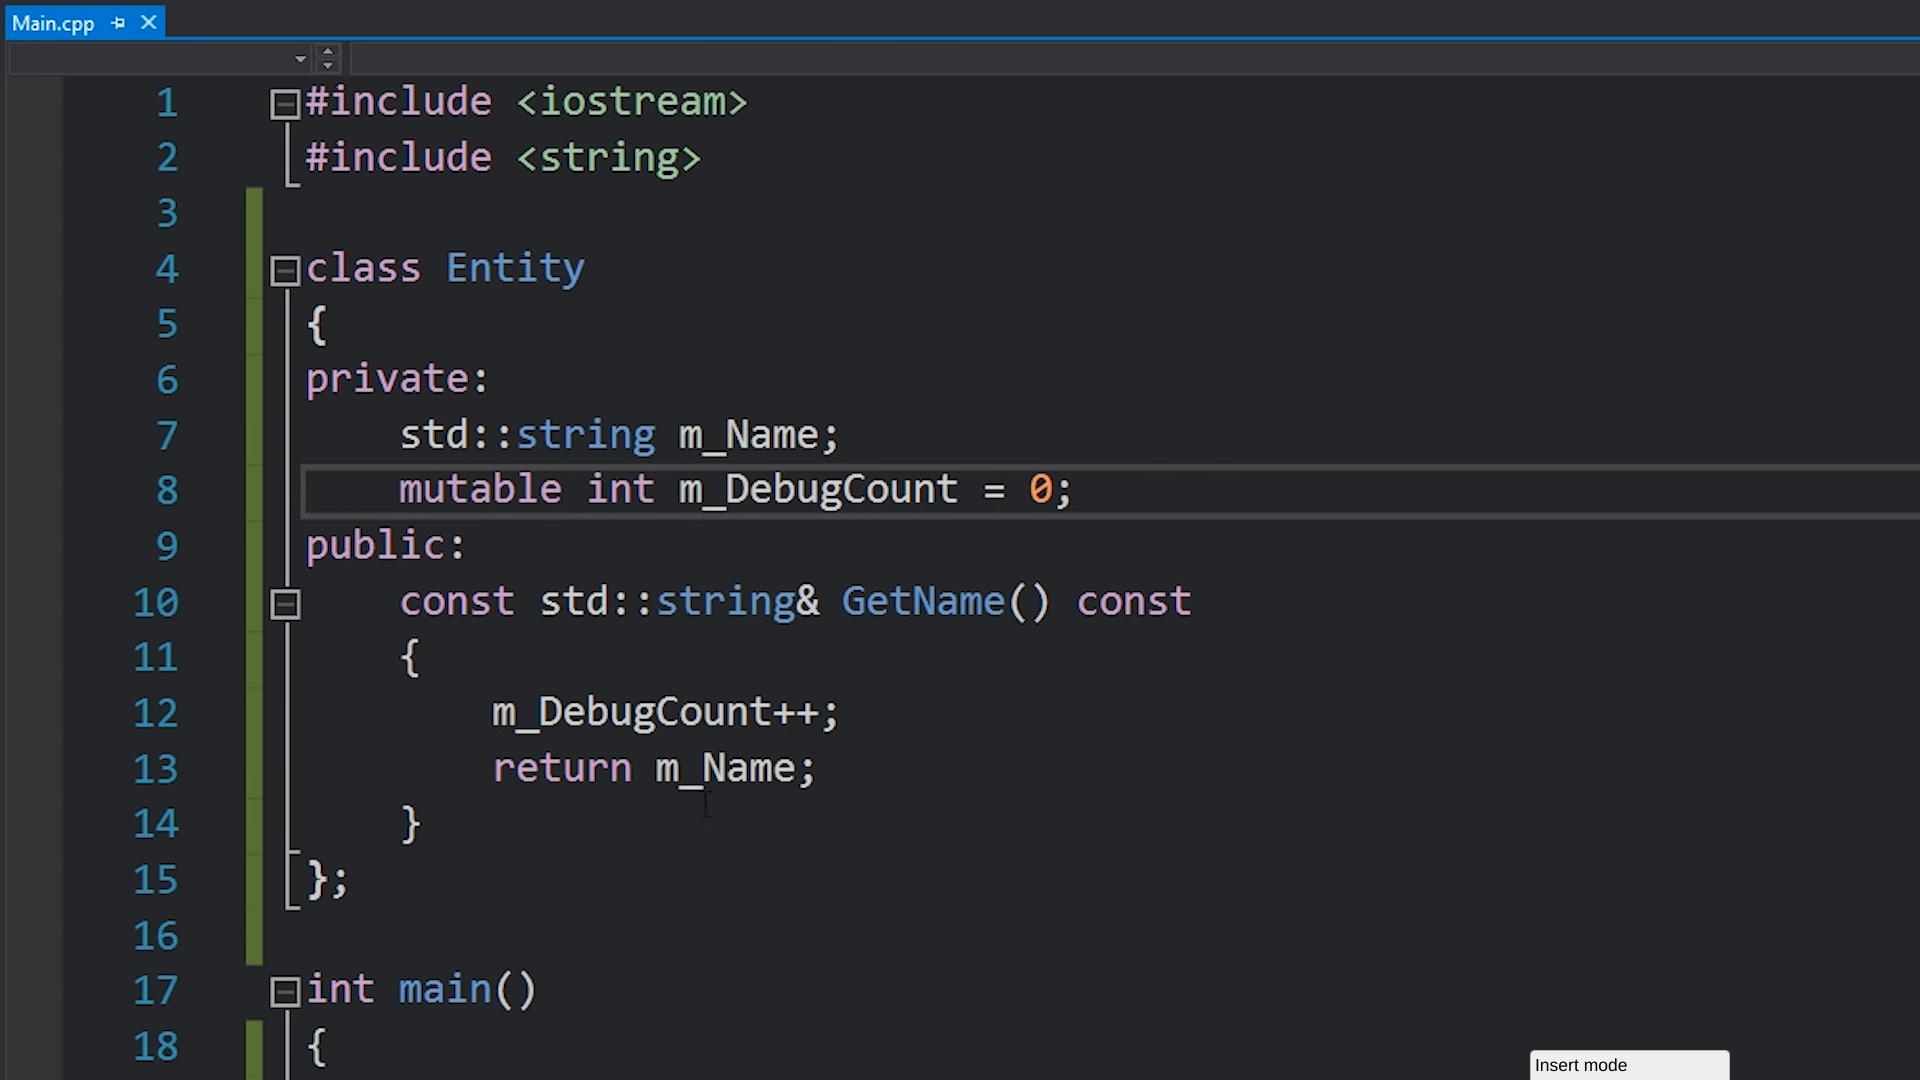 Main.cpp
1 #include <iostream>
2 #include <string>
3
4 class Entity
5 {
6 private:
7 std::string m_Name;
8 mutable int m_DebugCount = 0;
9 public:
10 const std::string& GetName() const
11 {
12 m_DebugCount++;
13 return m_Name;
14 }
15 };
16
17 int main()
18 {
Insert mode